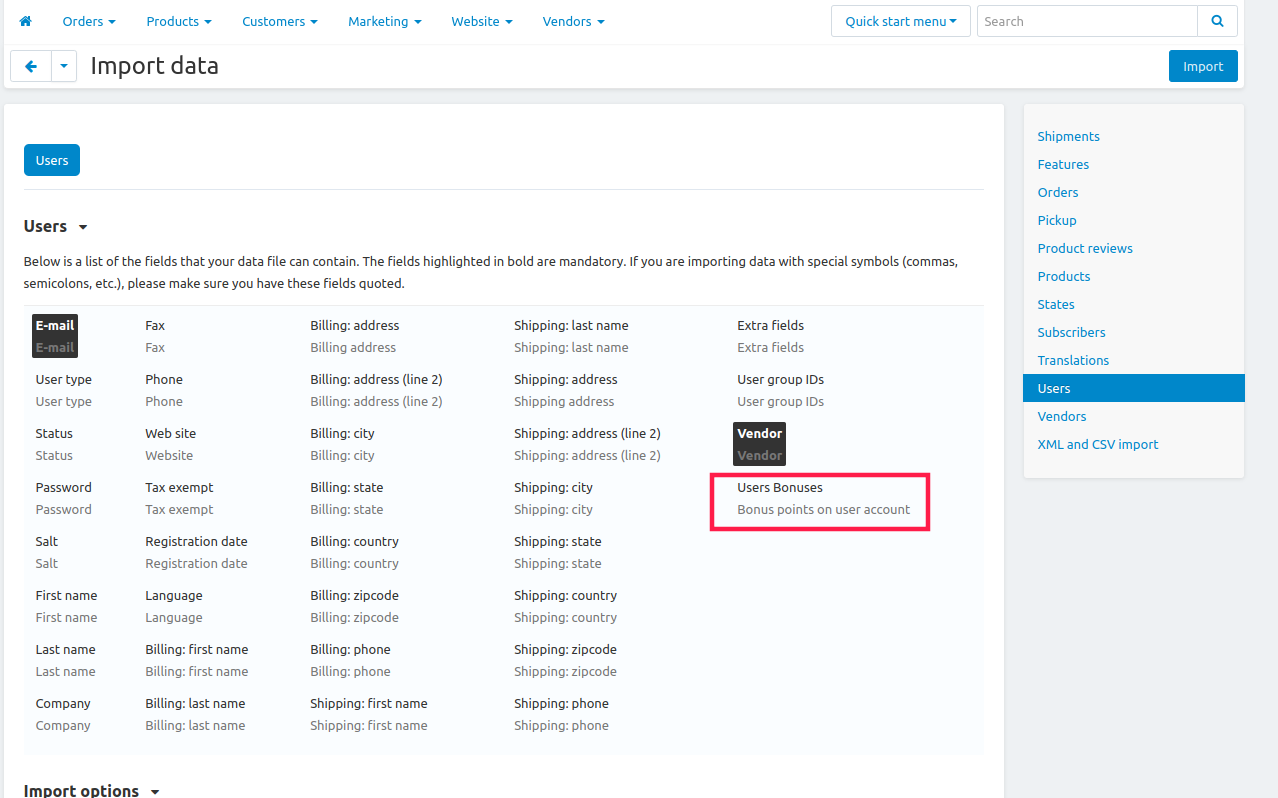 Orders
Products
Customers
Marketing
Website
Vendors
Quick start menu
Search
Import data
Import
Users
Users
Below is a list of the fields that your data file can contain. The fields highlighted in bold are mandatory. If you are importing data with special symbols (commas,
semicolons, etc.), please make sure you have these fields quoted.
E-mail
E-mail
User type
User type
Status
Status
Password
Password
Salt
Salt
First name
First name
Last name
Last name
Company
Company
Fax
Fax
Phone
Phone
Web site
Website
Tax exempt
Tax exempt
Registration date
Registration date
Language
Language
Billing: first name
Billing: first name
Billing: last name
Billing: last name
Billing: address
Billing address
Billing: address (line 2)
Billing: address (line 2)
Billing: city
Billing: city
Billing: state
Billing: state
Billing: country
Billing: country
Billing: zipcode
Billing: zipcode
Billing: phone
Billing: phone
Shipping: first name
Shipping: first name
Shipping: last name
Shipping: last name
Shipping: address
Shipping address
Shipping: address (line 2)
Shipping: address (line 2)
Shipping: city
Shipping: city
Shipping: state
Shipping: state
Shipping: country
Shipping: country
Shipping: zipcode
Shipping: zipcode
Shipping: phone
Shipping: phone
Extra fields
Extra fields
User group IDs
User group IDs
Vendor
Vendor
Users Bonuses
Bonus points on user account
Import options
Shipments
Features
Orders
Pickup
Product reviews
Products
States
Subscribers
Translations
Users
Vendors
XML and CSV import